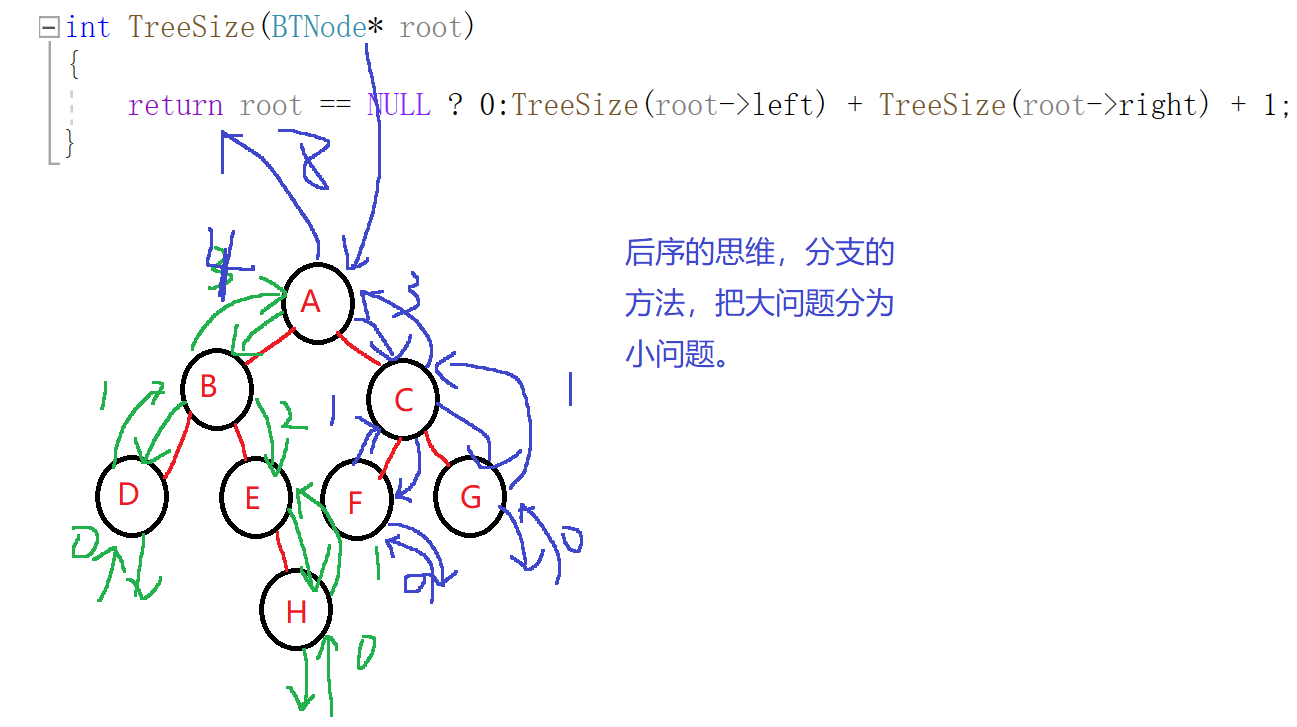 int TreeSize(BTNode* root)
{
return root == NULL ? 0:TreeSize(root->left) + TreeSize(root->right) + 1;
}
8
后序的思维，分支的
方法，把大问题分为
小问题。
4
A
3
B
C
1
2
1
1
D
E
F
G
0
1
0
0
H
0